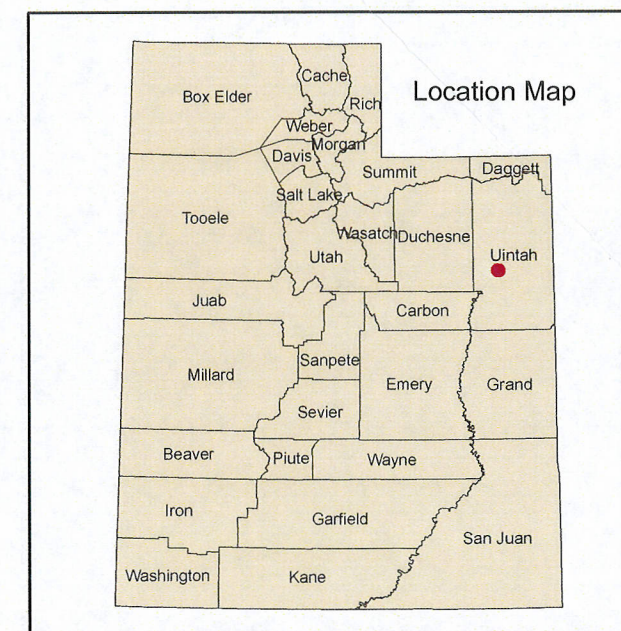 Location Map
Cache
Box Elder
Rich
Weber
Morgan
Davis
Summit
Daggett
Salt Lake
Tooele
Wasatch
Duchesne
Utah
Uintah
Juab
Carbon
Sanpete
Millard
Emery
Grand
Sevier
Beaver
Piute
Wayne
Iron
Garfield
San Juan
Washington
Kane